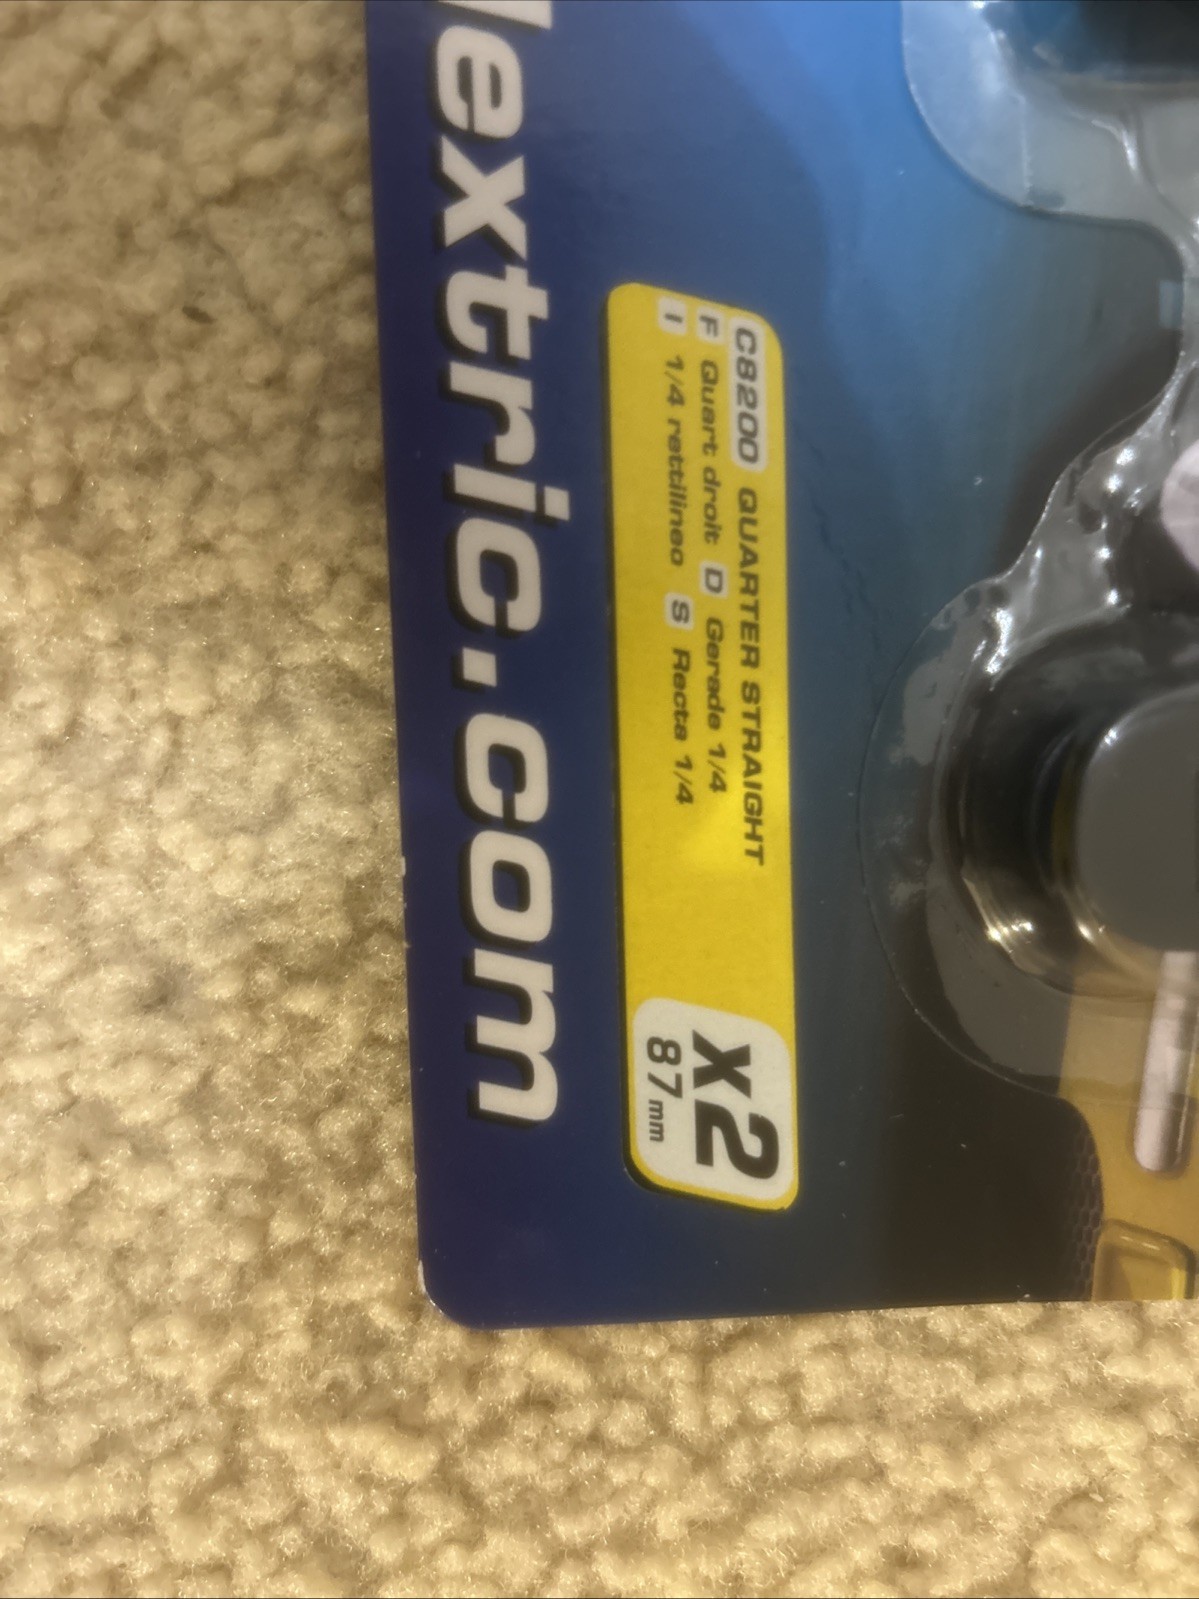 lextric.com
C8200 QUARTER STRAIGHT
F Quart droit D Gerade 1/4
I 1/4 rettilineo S Recta 1/4
x2
87mm